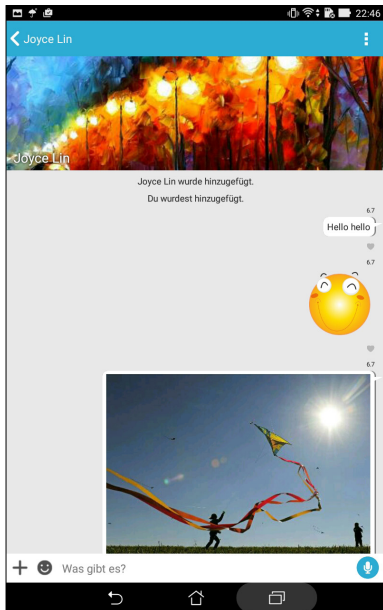 22:46
Joyce Lin
Joyce Lin
Joyce Lin wurde hinzugefügt.
Du wurdest hinzugefügt.
6.7
Hello hello
6.7
6.7
Was gibt es?